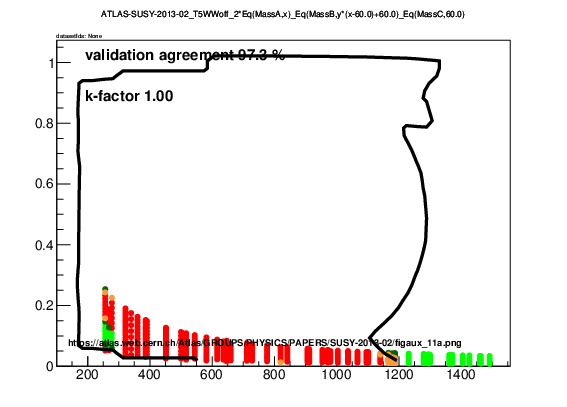 ATLAS-SUSY-2013-02_T5WWoff_2*Eq(MassA,x)_Eq(MassB,y*(x-60.0)+60.0)_Eq(MassC,60.0)
datasetIds: None
validation agreement 97.3 %
k-factor 1.00
1
0.8
0.6
0.4
0.2
https://atlas.web.cern.ch/Atlas/GROUPS/PHYSICS/PAPERS/SUSY-2013-02/figaux_11a.png
0
200 400 600 800 1000 1200 1400